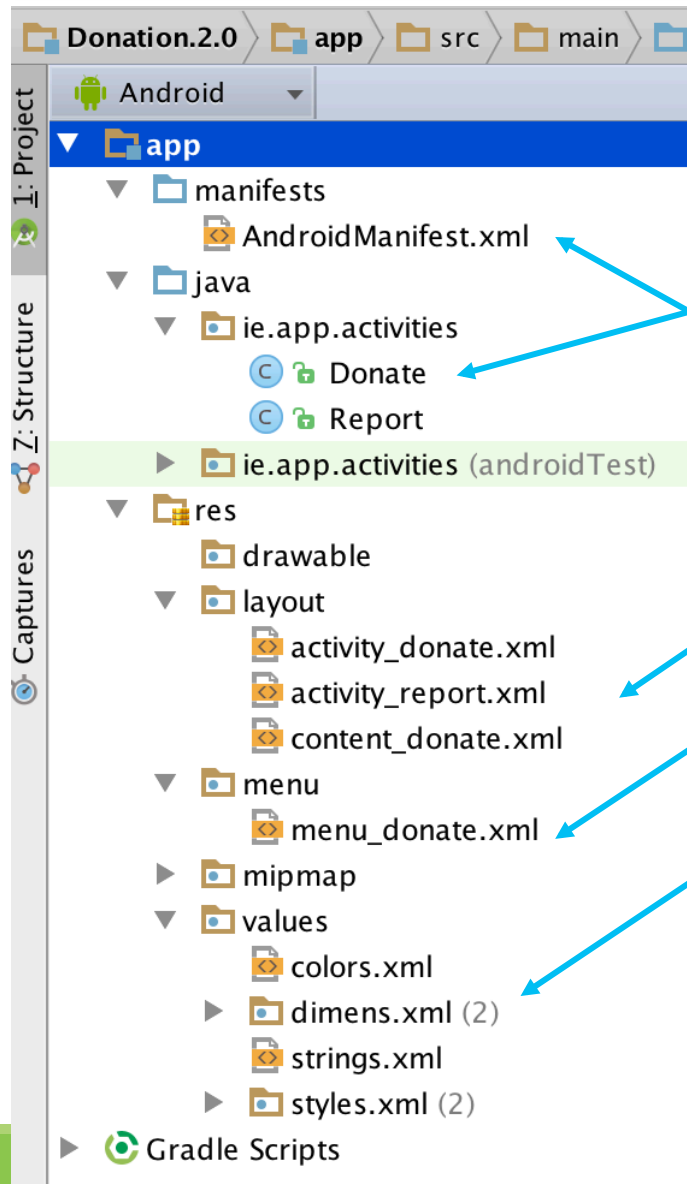 Donation.2.0 app src main
Android
1: Project
7: Structure
Captures
app
manifests
AndroidManifest.xml
java
ie.app.activities
C Donate
C Report
ie.app.activities (androidTest)
res
drawable
layout
activity_donate.xml
activity_report.xml
content_donate.xml
menu
menu_donate.xml
mipmap
values
colors.xml
dimens.xml (2)
strings.xml
styles.xml (2)
Gradle Scripts